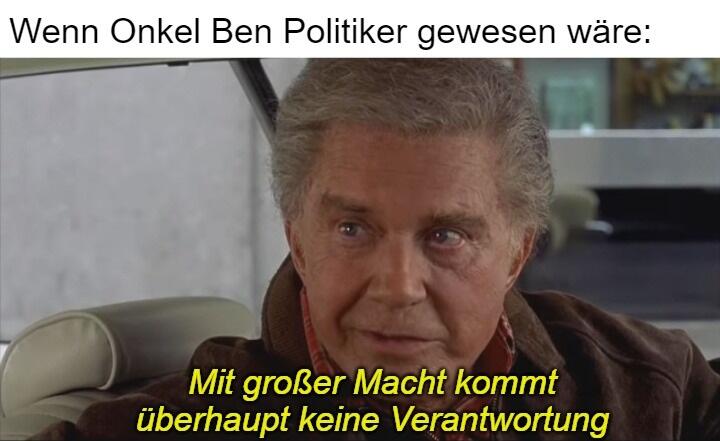 Wenn Onkel Ben Politiker gewesen wäre:
Mit großer Macht kommt
überhaupt keine Verantwortung